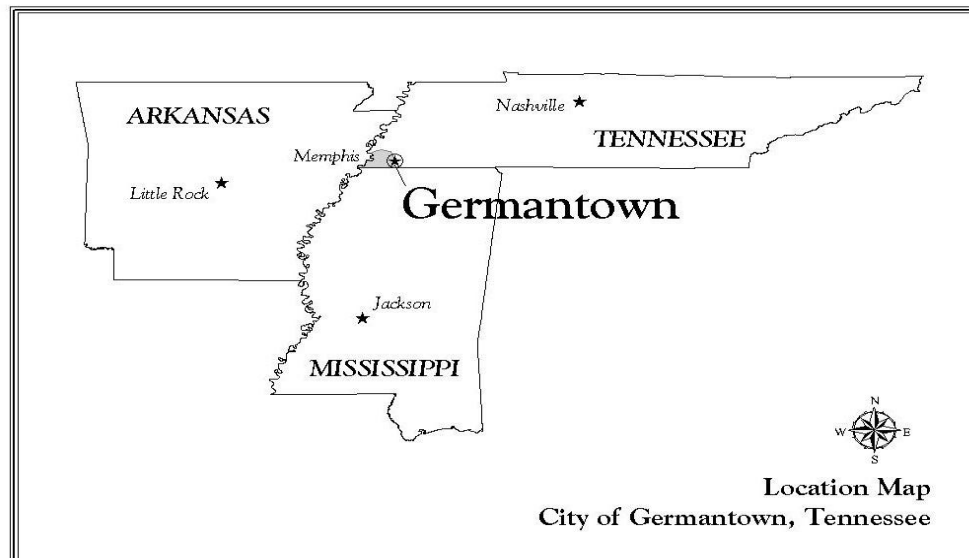 ARKANSAS
Nashville
TENNESSEE
Memphis
Little Rock
Germantown
Jackson
MISSISSIPPI
N
W E
S
Location Map
City of Germantown, Tennessee